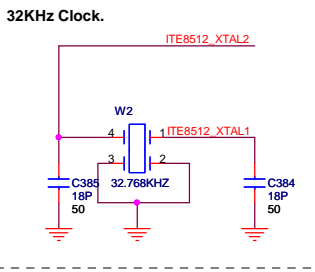 32KHz Clock.
ITE8512_XTAL2
W2
4
1
ITE8512_XTAL1
3
2
C385
18P
50
32.768KHZ
C384
18P
50